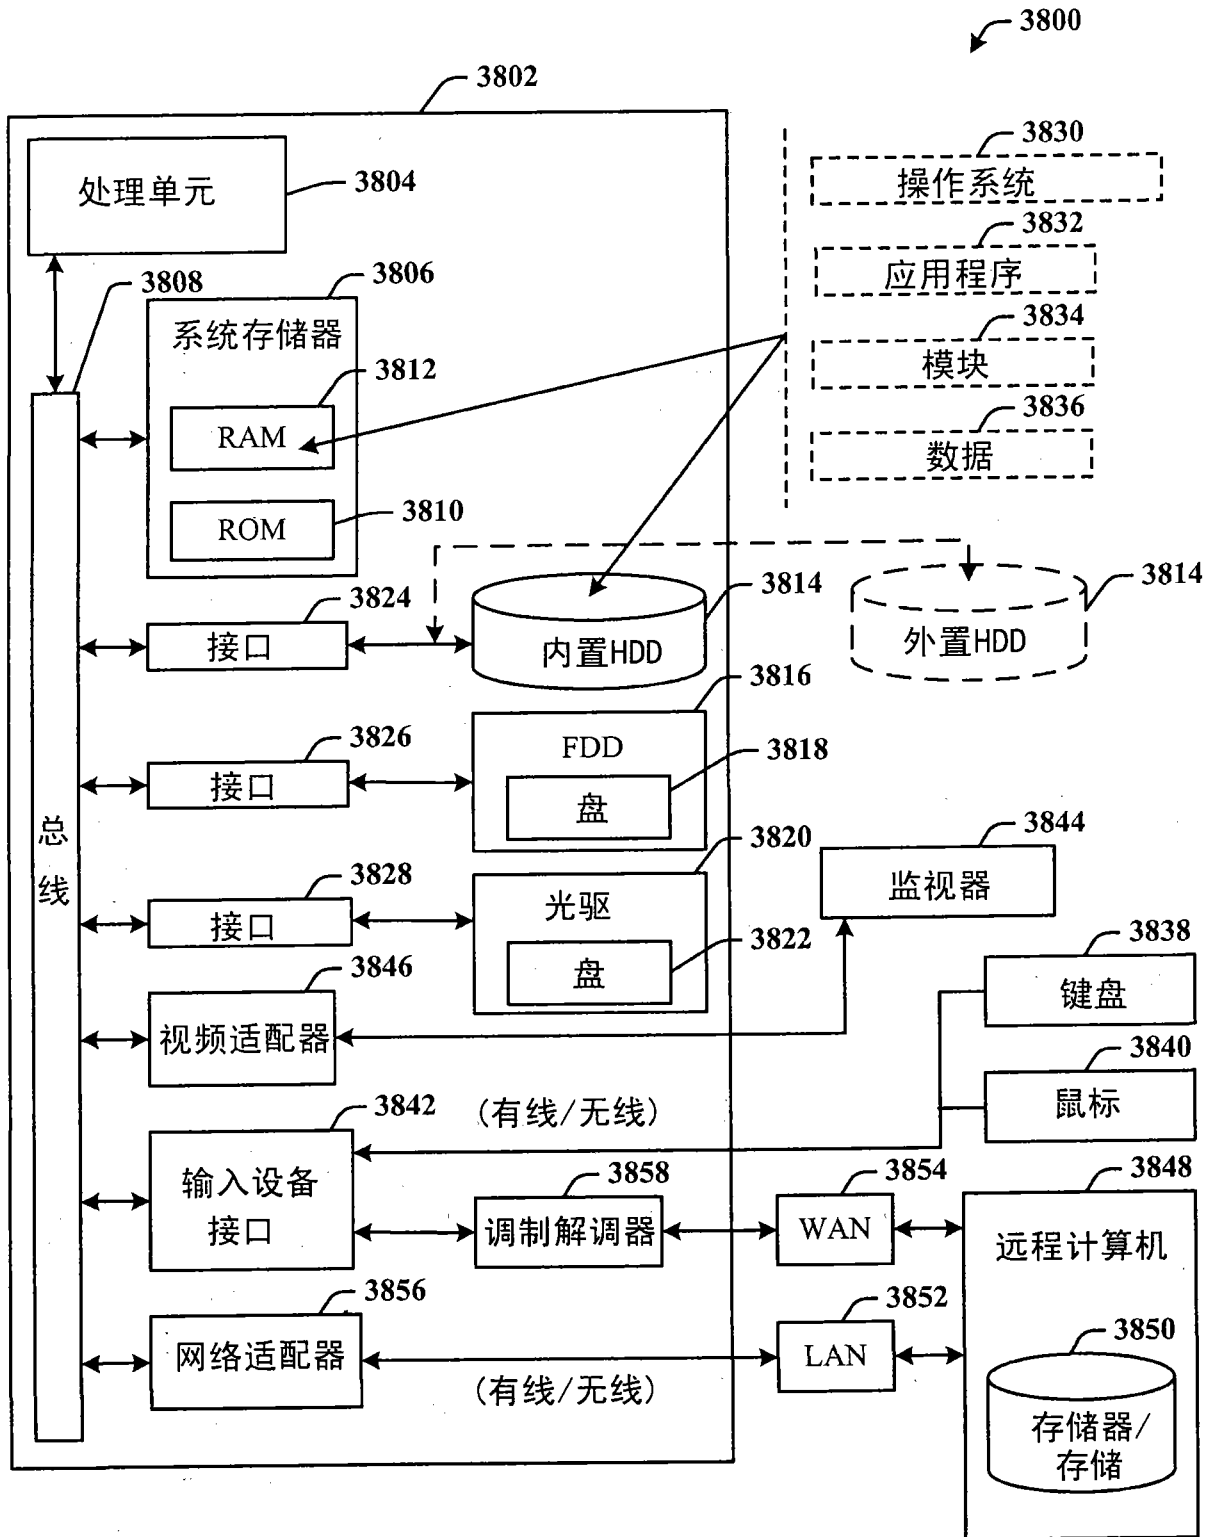 3800
3802
3830
处理单元
3804
操作系统
3832
3808
3806
应用程序
系统存储器
3834
3812
模块
RAM
3836
数据
3810
ROM
3824
3814
3814
接口
内置HDD
外置HDD
3816
3826
FDD
3818
接口
盘
总线
3844
3820
监视器
3828
光驱
接口
3822
3838
盘
键盘
3846
视频适配器
3840
鼠标
3842
(有线/无线)
3854
3848
输入设备
接口
3858
调制解调器
WAN
远程计算机
3856
3852
3850
网络适配器
LAN
(有线/无线)
存储器/
存储